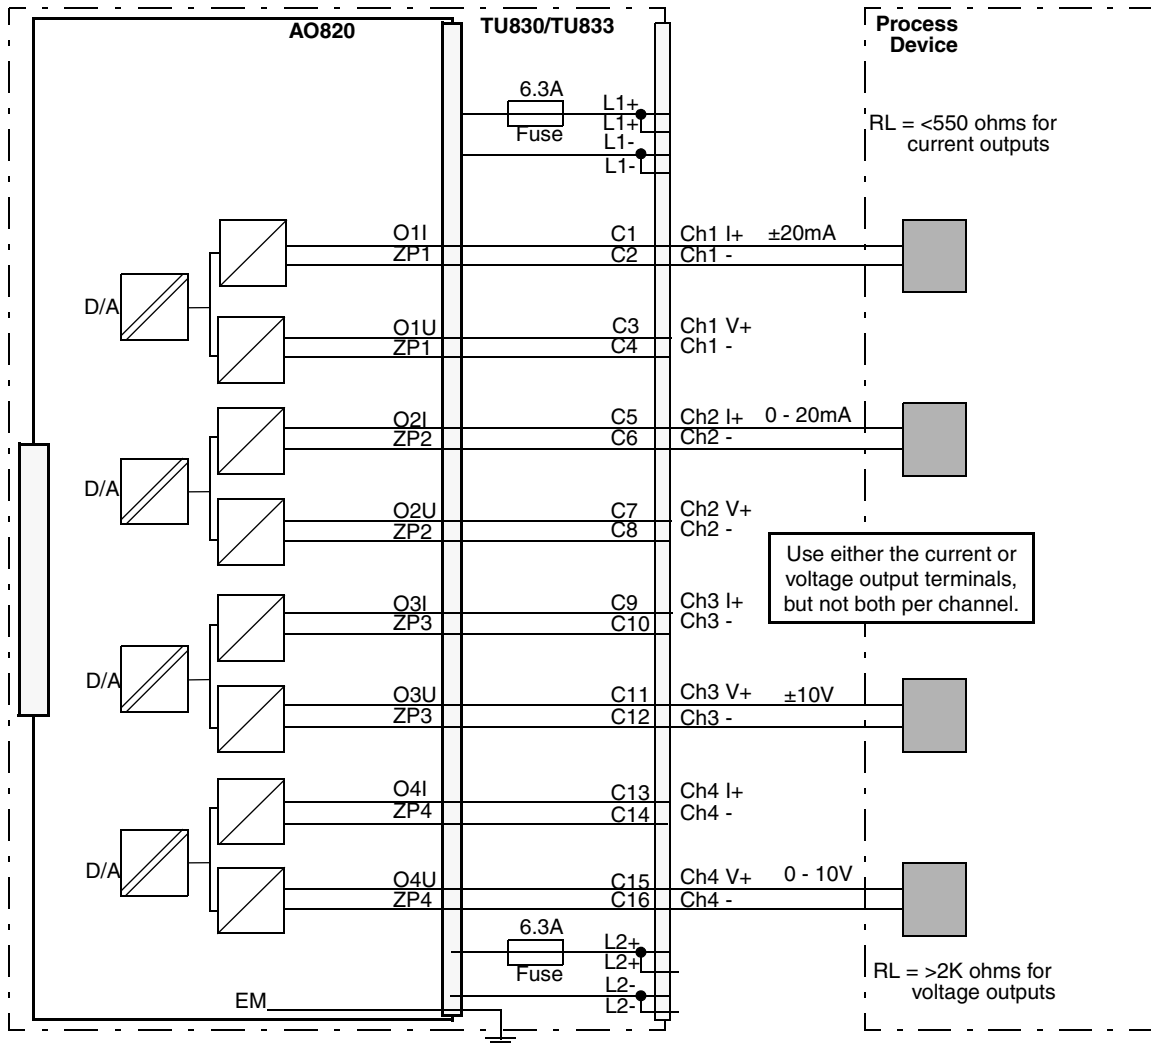 AO820
TU830/TU833
Process
Device
6.3A
Fuse
L1+
L1+
L1-
L1-
RL = <550 ohms for
current outputs
D/A
O1I
ZP1
C1
C2
Ch1 I+
Ch1 -
±20mA
O1U
ZP1
C3
C4
Ch1 V+
Ch1 -
D/A
O2I
ZP2
C5
C6
Ch2 I+
Ch2 -
0 - 20mA
O2U
ZP2
C7
C8
Ch2 V+
Ch2 -
Use either the current or
voltage output terminals,
but not both per channel.
D/A
O3I
ZP3
C9
C10
Ch3 I+
Ch3 -
O3U
ZP3
C11
C12
Ch3 V+
Ch3 -
±10V
D/A
O4I
ZP4
C13
C14
Ch4 I+
Ch4 -
O4U
ZP4
C15
C16
Ch4 V+
Ch4 -
0 - 10V
6.3A
Fuse
L2+
L2+
L2-
L2-
EM
RL = >2K ohms for
voltage outputs